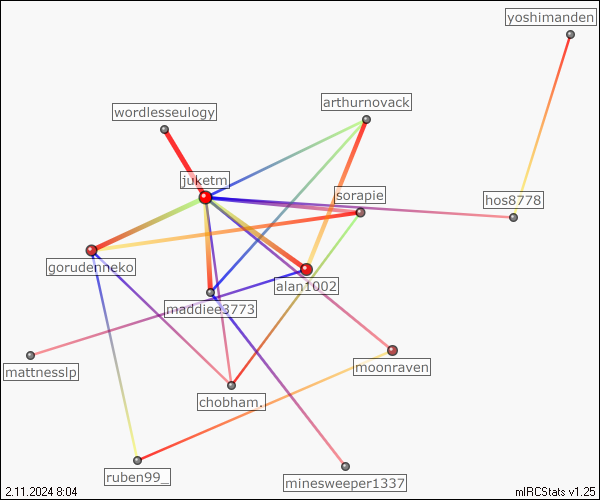 yoshimanden
arthurnovack
wordlesseulogy
juketm
sorapie
hos8778
gorudenneko
alan1002
maddiee3773
mattnesslp
moonraven
chobham.
ruben99_
minesweeper1337
2.11.2024 8:04
mIRCStats v1.25